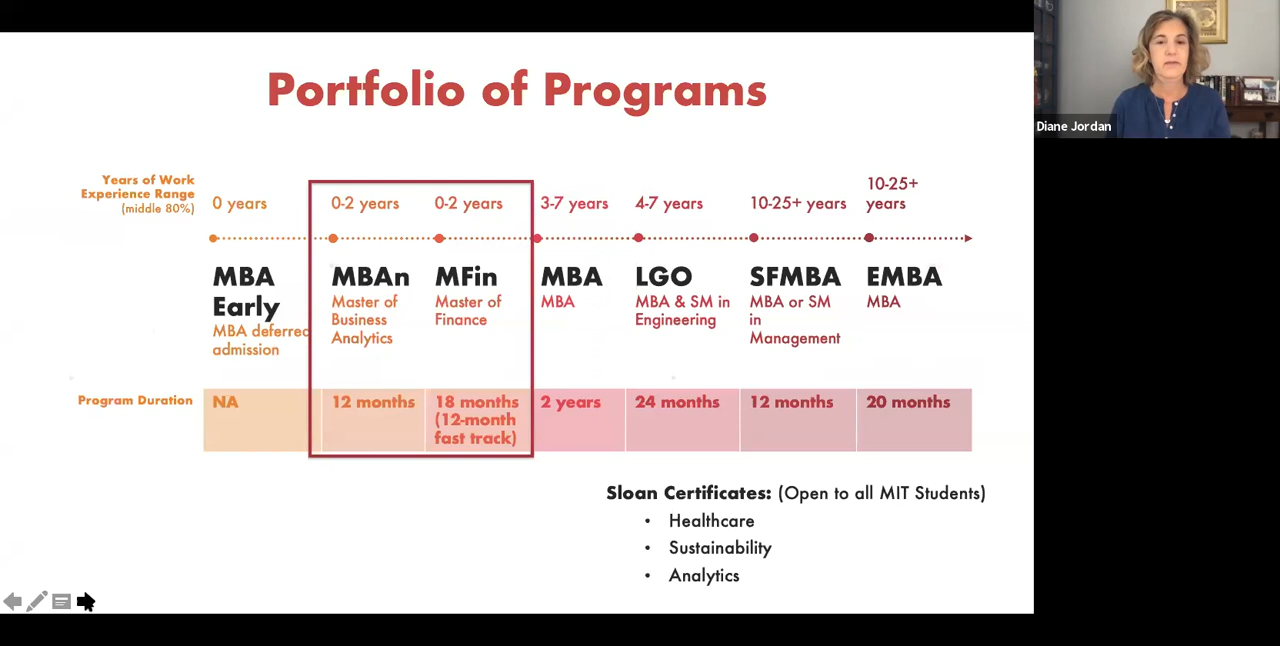 Portfolio of Programs
Diane Jordan
Years of Work
Experience Range
(middle 80%)
0 years
0-2 years
0-2 years
3-7 years
4-7 years
10-25+ years
10-25+
years
MBA
Early
MBA deferred
admission
MBAn
Master of
Business
Analytics
MFin
Master of
Finance
MBA
MBA
LGO
MBA & SM in
Engineering
SFMBA
MBA or SM
in
Management
EMBA
MBA
Program Duration
NA
12 months
18 months
(12-month
fast track)
2 years
24 months
12 months
20 months
Sloan Certificates: (Open to all MIT Students)
• Healthcare
• Sustainability
• Analytics